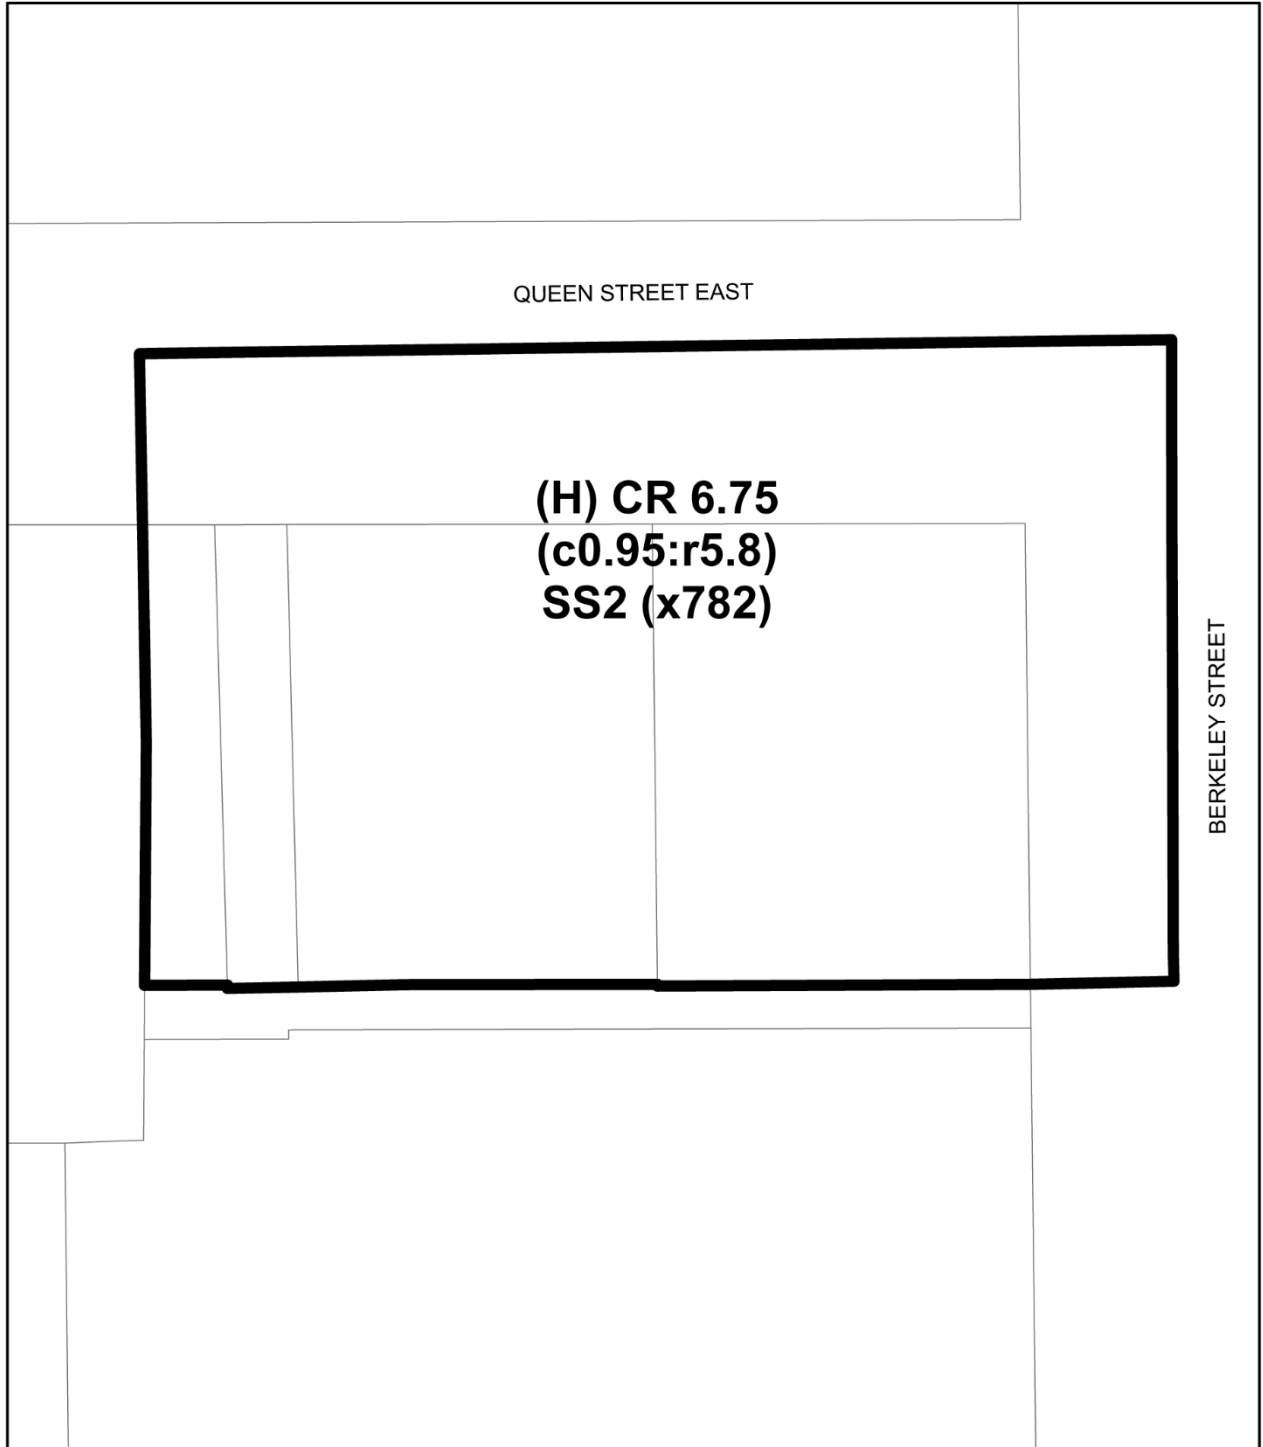 QUEEN STREET EAST
(H) CR 6.75
(c0.95:r5.8)
SS2 (x782)
BERKELEY STREET